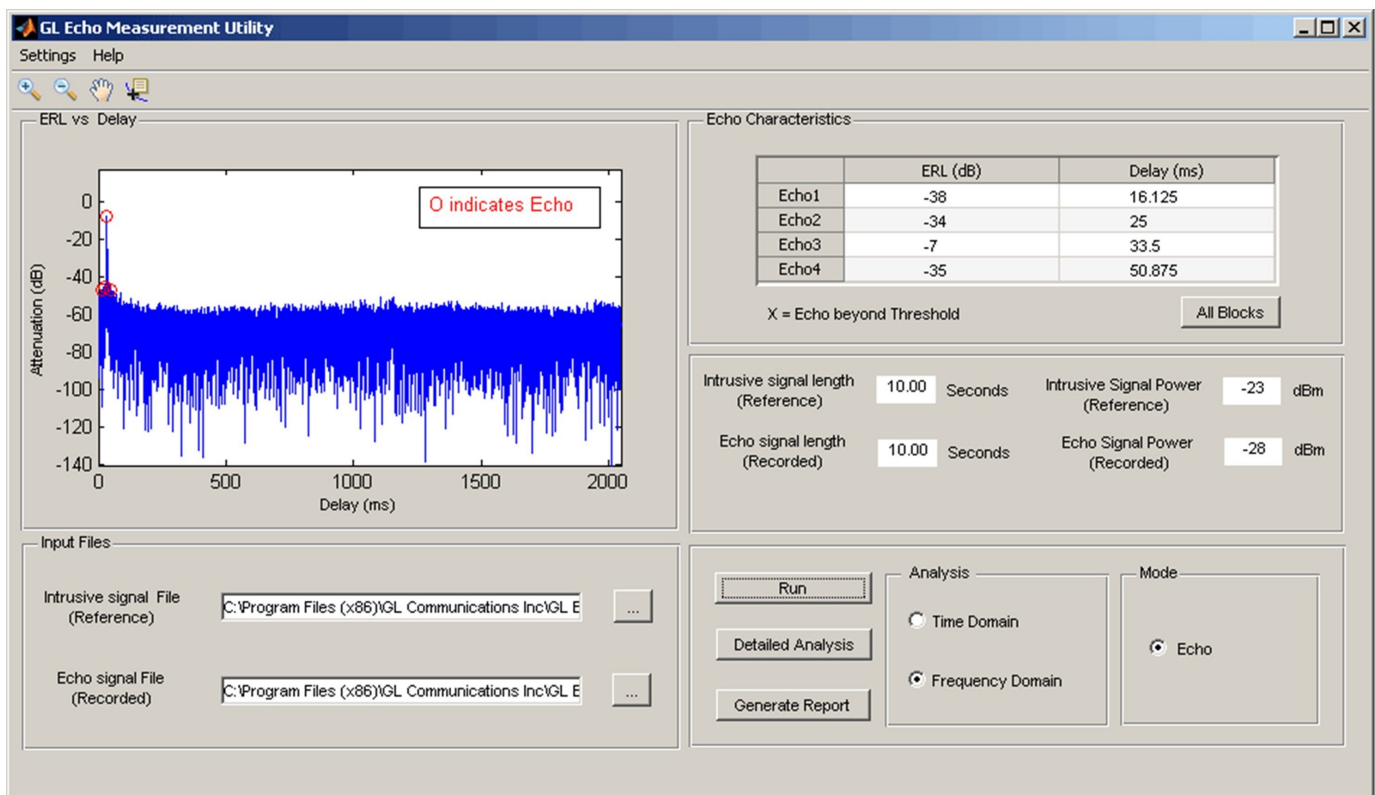 GL Echo Measurement Utility
Settings Help
ERL vs Delay
O indicates Echo
0
-20
-40
-60
-80
-100
-120
-140
Attenuation (dB)
0 500 1000 1500 2000
Delay (ms)
Echo Characteristics
ERL (dB) Delay (ms)
Echo1 -38 16.125
Echo2 -34 25
Echo3 -7 33.5
Echo4 -35 50.875
X = Echo beyond Threshold
All Blocks
Intrusive signal length
(Reference)
10.00 Seconds
Intrusive Signal Power
(Reference)
-23 dBm
Echo signal length
(Recorded)
10.00 Seconds
Echo Signal Power
(Recorded)
-28 dBm
Input Files
Intrusive signal File
(Reference)
C:\Program Files (x86)\GL Communications Inc\GL E
...
Echo signal File
(Recorded)
C:\Program Files (x86)\GL Communications Inc\GL E
...
Run
Detailed Analysis
Generate Report
Analysis
Time Domain
Frequency Domain
Mode
Echo